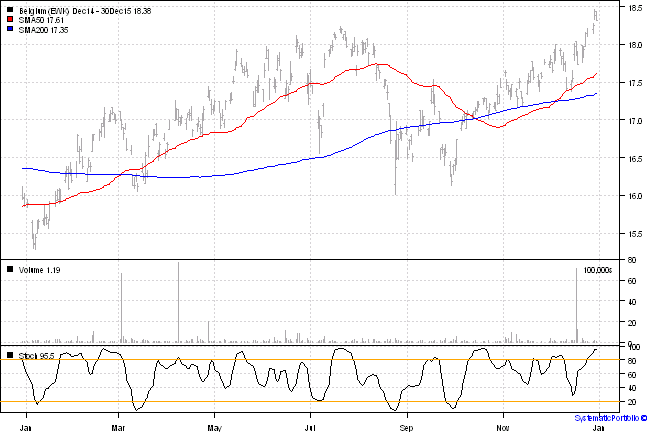 Belgium (EWK) Dec14 - 30Dec15 18.38
SMA50 17.61
SMA200 17.35
18.5
18.0
17.5
17.0
16.5
16.0
15.5
Volume 1.19
100,000s
80
60
40
20
0
Stoch 95.5
100
80
60
40
20
Jan Mar May Jul Sep Nov Jan
SystematicPortfolio ©